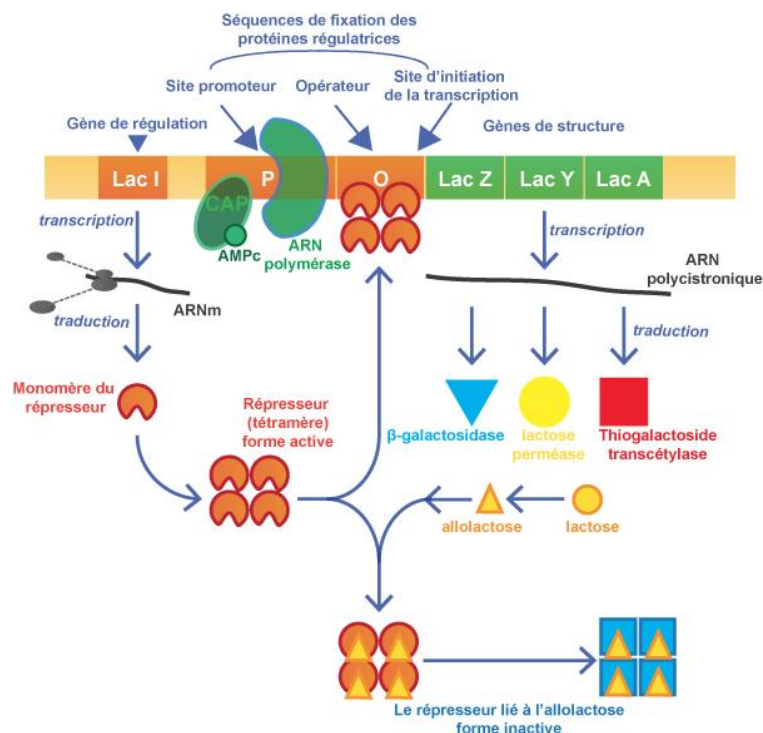 Séquences de fixation des
protéines régulatrices
Site promoteur
Opérateur
Site d'initiation
de la transcription
Gène de régulation
Gènes de structure
Lac I
P
O
Lac Z
Lac Y
Lac A
CAP
AMPc
ARN
polymérase
transcription
transcription
ARN
polycistronique
ARNm
traduction
traduction
Monomère du
répresseur
Répresseur
(tétramère)
forme active
β-galactosidase
lactose
perméase
Thiogalactoside
transcétylase
allolactose
lactose
Le répresseur lié à l'allolactose
forme inactive